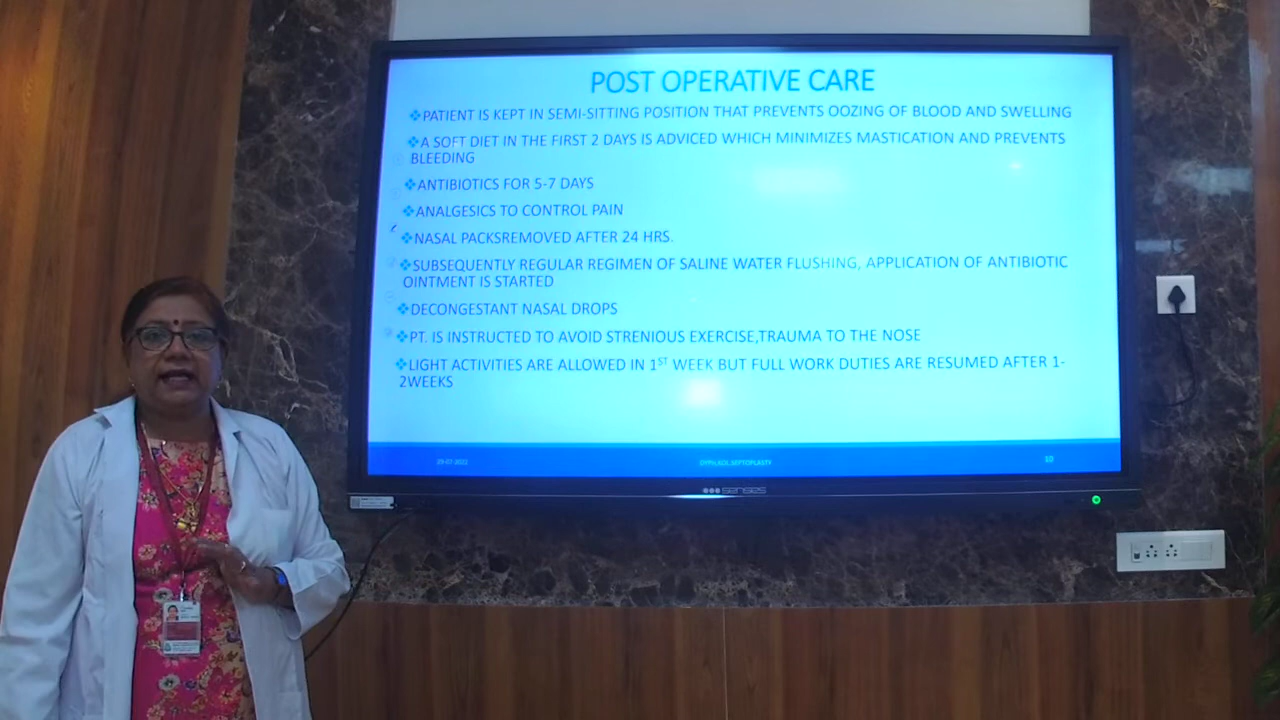 POST OPERATIVE CARE
❖PATIENT IS KEPT IN SEMI-SITTING POSITION THAT PREVENTS OOZING OF BLOOD AND SWELLING
❖A SOFT DIET IN THE FIRST 2 DAYS IS ADVICED WHICH MINIMIZES MASTICATION AND PREVENTS
BLEEDING
❖ANTIBIOTICS FOR 5-7 DAYS
❖ANALGESICS TO CONTROL PAIN
❖NASAL PACKSREMOVED AFTER 24 HRS.
❖SUBSEQUENTLY REGULAR REGIMEN OF SALINE WATER FLUSHING, APPLICATION OF ANTIBIOTIC
OINTMENT IS STARTED
❖DECONGESTANT NASAL DROPS
❖PT. IS INSTRUCTED TO AVOID STRENIOUS EXERCISE,TRAUMA TO THE NOSE
❖LIGHT ACTIVITIES ARE ALLOWED IN 1ST WEEK BUT FULL WORK DUTIES ARE RESUMED AFTER 1-
2WEEKS
SEPTOPLASTY
10
senses